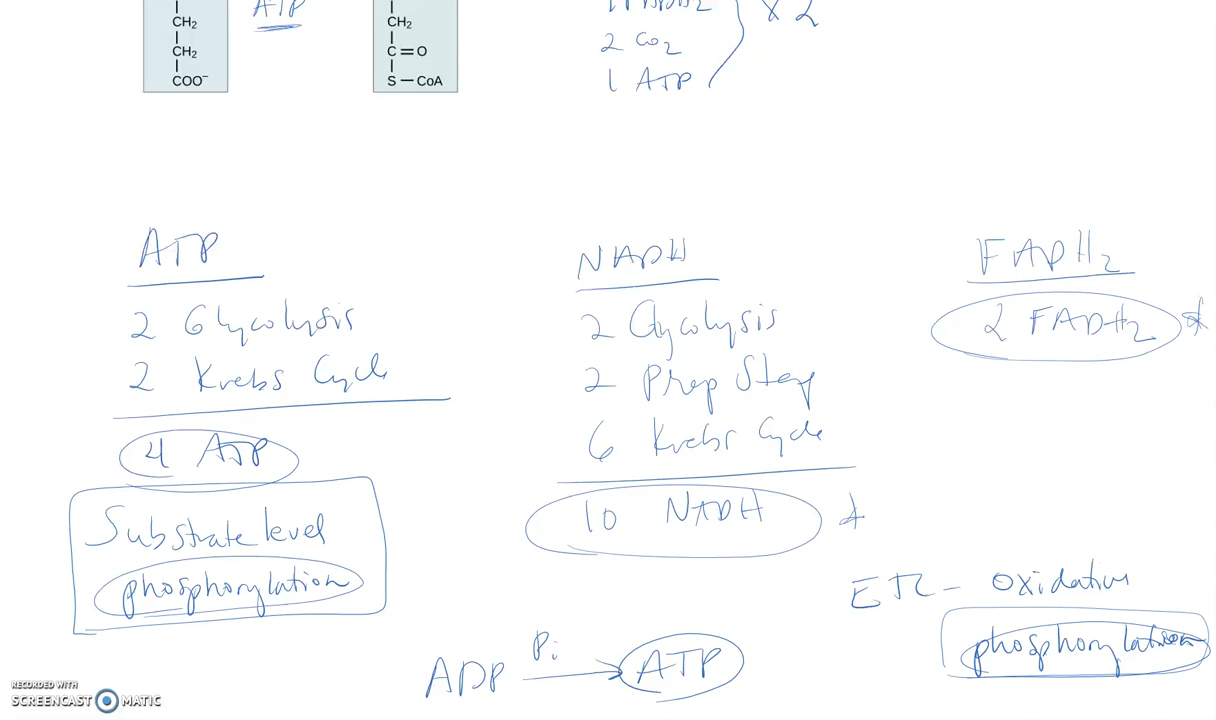 CH₂
CH₂
COO⁻
ATP
CH₂
C=O
S—CoA
2 CO₂
1 ATP
x 2
ATP
2 Glycolysis
2 Krebs Cycle
4 ATP
Substrate level
phosphorylation
NADH
2 Glycolysis
2 Prep Step
6 Krebs Cycle
10 NADH *
FADH₂
2 FADH₂ *
ETC - Oxidative
phosphorylation
ADP Pi → ATP
RECORDED WITH
SCREENCAST MATIC